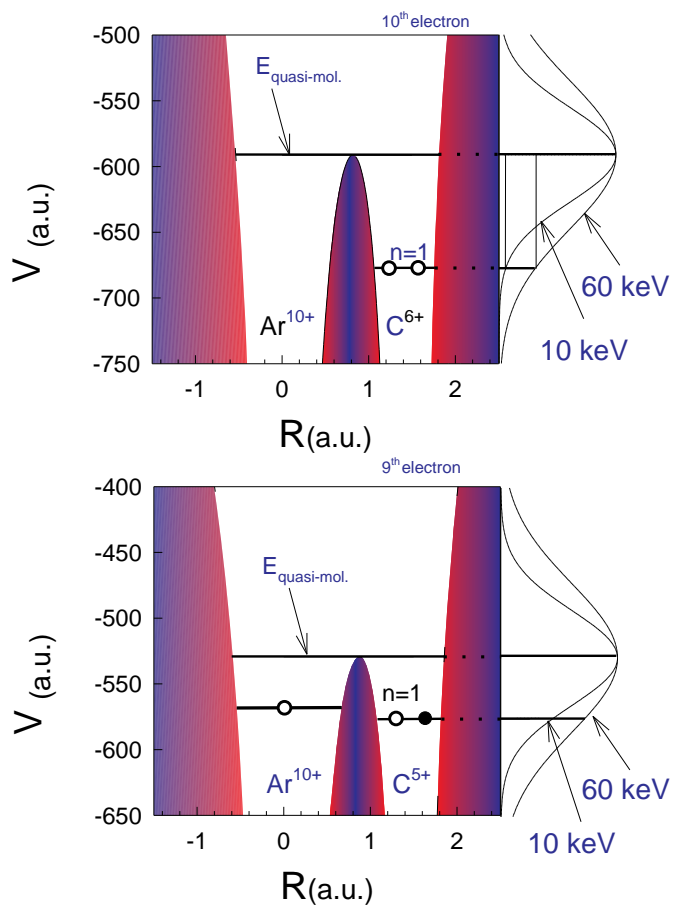 10th electron
-500
-550
-600
-650
-700
-750
V (a.u.)
E quasi-mol.
n=1
Ar10+
C6+
60 keV
10 keV
-1 0 1 2
R(a.u.)
9th electron
-400
-450
-500
-550
-600
-650
V (a.u.)
E quasi-mol.
n=1
Ar10+
C5+
60 keV
10 keV
-1 0 1 2
R(a.u.)